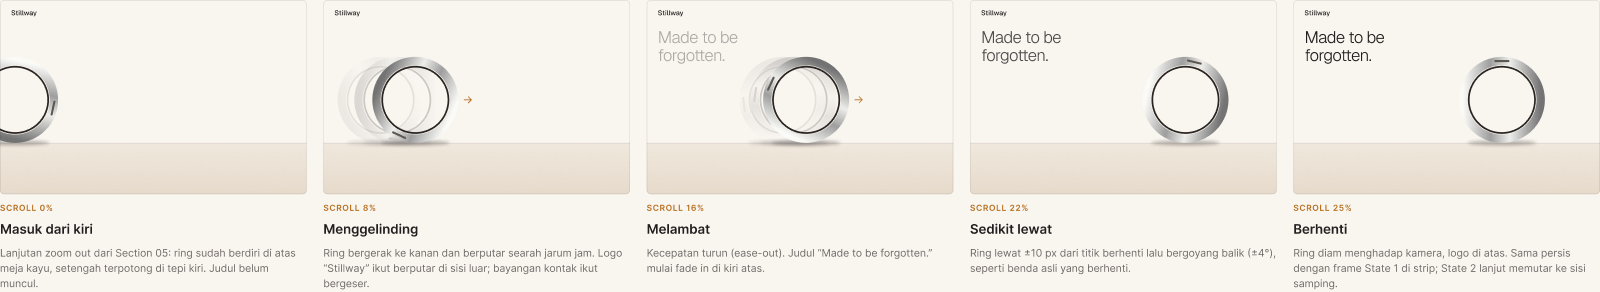 Stillway
SCROLL 0%
Masuk dari kiri
Lanjutan zoom out dari Section 05: ring sudah berdiri di atas
meja kayu, setengah terpotong di tepi kiri. Judul belum
muncul.
Stillway
→
SCROLL 8%
Menggelinding
Ring bergerak ke kanan dan berputar searah jarum jam. Logo
“Stillway” ikut berputar di sisi luar; bayangan kontak ikut
bergeser.
Stillway
Made to be
forgotten.
→
SCROLL 16%
Melambat
Kecepatan turun (ease-out). Judul “Made to be forgotten.”
mulai fade in di kiri atas.
Stillway
Made to be
forgotten.
SCROLL 22%
Sedikit lewat
Ring lewat ±10 px dari titik berhenti lalu bergoyang balik (±4°),
seperti benda asli yang berhenti.
Stillway
Made to be
forgotten.
SCROLL 25%
Berhenti
Ring diam menghadap kamera, logo di atas. Sama persis
dengan frame State 1 di strip; State 2 lanjut memutar ke sisi
samping.